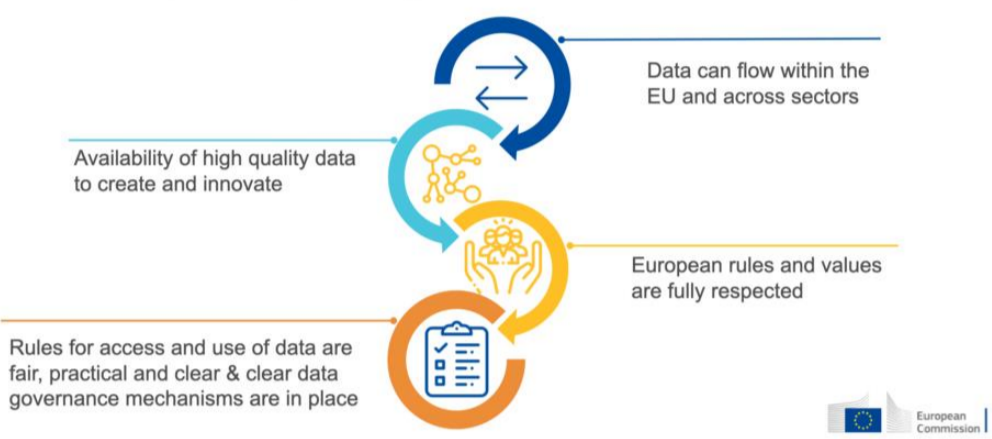 Data can flow within the
EU and across sectors
Availability of high quality data
to create and innovate
European rules and values
are fully respected
Rules for access and use of data are
fair, practical and clear & clear data
governance mechanisms are in place
European
Commission